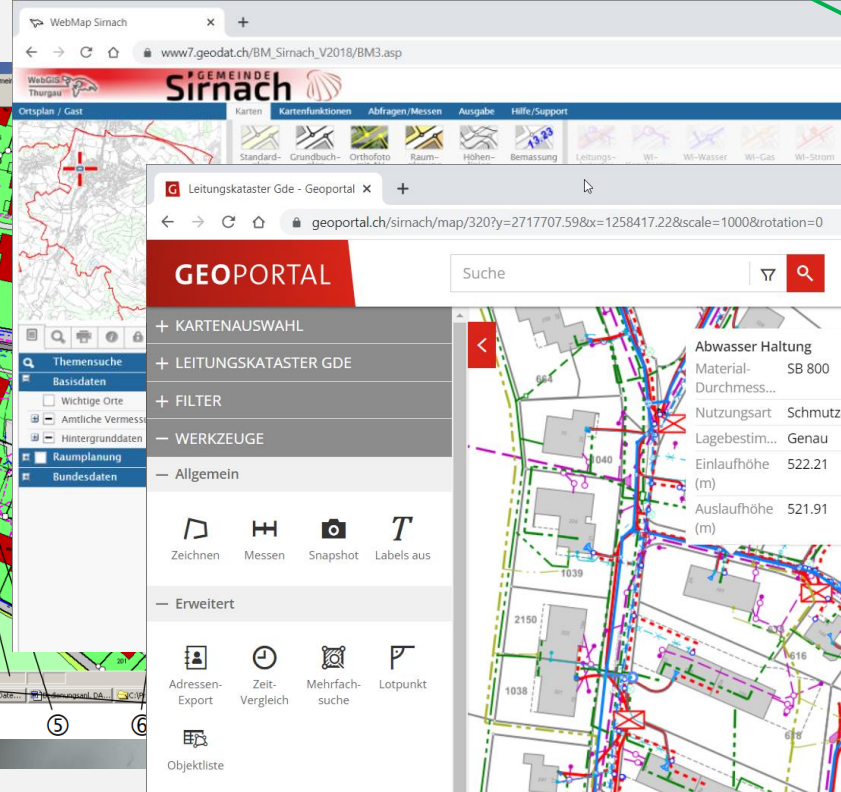 WebMap Sirnach
www7.geodat.ch/BM_Sirnach_V2018/BM3.asp
WebGIS
Thurgau
GEMEINDE
Sirnach
Ortsplan / Gast
Karten
Kartenfunktionen
Abfragen/Messen
Ausgabe
Hilfe/Support
Standard-
Grundbuch-
Orthofoto
Raum-
Höhen-
Bemassung
Leitungs-
WI-
WI-Wasser
WI-Gas
WI-Strom
13.23
Themensuche
Basisdaten
Wichtige Orte
Amtliche Vermess
Hintergrunddaten
Raumplanung
Bundesdaten
201
⑤
⑥
Leitungskataster Gde - Geoportal
geoportal.ch/sirnach/map/320?y=2717707.59&x=1258417.22&scale=1000&rotation=0
GEOPORTAL
Suche
+ KARTENAUSWAHL
+ LEITUNGSKATASTER GDE
+ FILTER
– WERKZEUGE
– Allgemein
Zeichnen
Messen
Snapshot
Labels aus
– Erweitert
Adressen-
Export
Zeit-
Vergleich
Mehrfach-
suche
Lotpunkt
Objektliste
Abwasser Haltung
Material-
Durchmess... SB 800
Nutzungsart Schmutz
Lagebestim... Genau
Einlaufhöhe
(m) 522.21
Auslaufhöhe
(m) 521.91
664
1040
1039
2150
1038
616